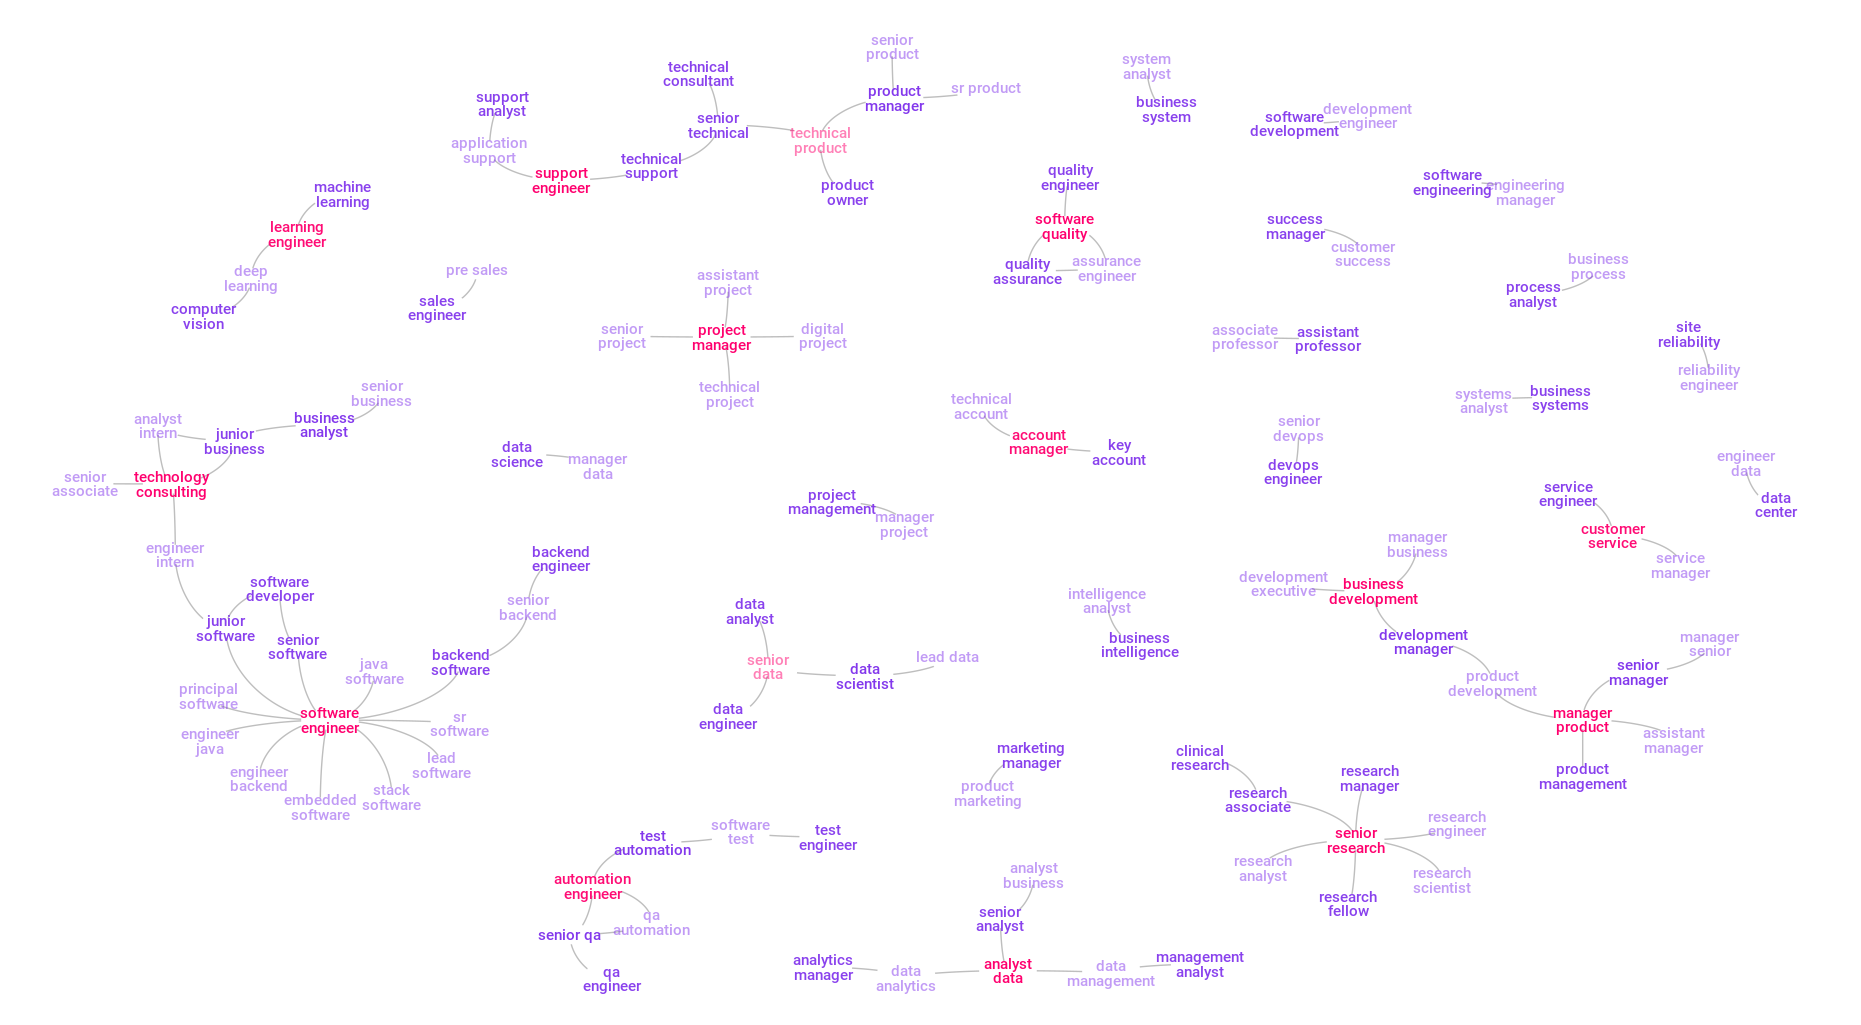 senior
product
technical
consultant
product
manager
sr product
system
analyst
business
system
support
analyst
senior
technical
technical
product
application
support
support
engineer
technical
support
product
owner
software
development
development
engineer
quality
engineer
software
quality
quality
assurance
assurance
engineer
software
engineering
engineering
manager
success
manager
customer
success
business
process
process
analyst
machine
learning
learning
engineer
deep
learning
computer
vision
pre sales
sales
engineer
assistant
project
senior
project
project
manager
digital
project
technical
project
associate
professor
assistant
professor
site
reliability
reliability
engineer
systems
analyst
business
systems
senior
business
business
analyst
analyst
intern
junior
business
senior
associate
technology
consulting
data
science
manager
data
technical
account
account
manager
key
account
senior
devops
devops
engineer
engineer
data
data
center
service
engineer
customer
service
service
manager
project
management
manager
project
engineer
intern
backend
engineer
software
developer
senior
backend
junior
software
senior
software
backend
software
java
software
principal
software
software
engineer
sr
software
engineer
java
lead
software
engineer
backend
stack
software
embedded
software
data
analyst
senior
data
data
scientist
lead data
data
engineer
intelligence
analyst
business
intelligence
manager
business
development
executive
business
development
development
manager
product
development
manager
senior
senior
manager
manager
product
assistant
manager
product
management
marketing
manager
product
marketing
clinical
research
research
associate
research
manager
senior
research
research
engineer
research
analyst
research
scientist
research
fellow
test
automation
software
test
test
engineer
automation
engineer
qa
automation
senior qa
qa
engineer
analyst
business
senior
analyst
analytics
manager
data
analytics
analyst
data
data
management
management
analyst